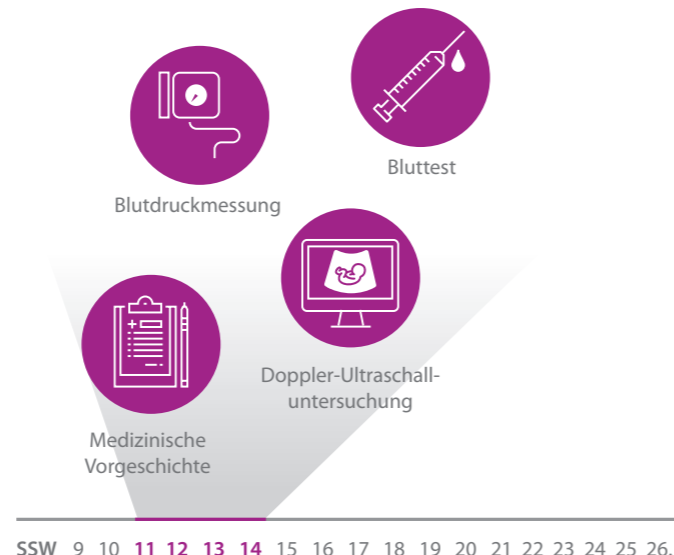 Bluttest
Blutdruckmessung
Doppler-Ultraschall-
untersuchung
Medizinische
Vorgeschichte
SSW 9 10 11 12 13 14 15 16 17 18 19 20 21 22 23 24 25 26.